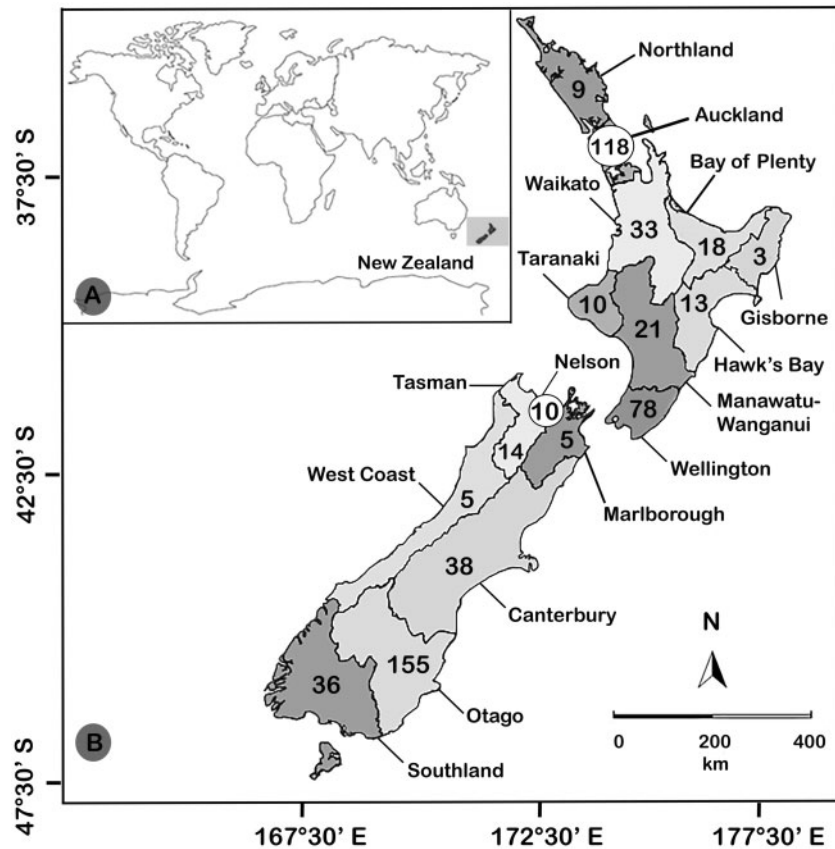 Northland
9
Auckland
118
37°30' S
Bay of Plenty
Waikato
33
18
3
New Zealand
Taranaki
A
10
21
13
Gisborne
Nelson
Hawk's Bay
Tasman
10
78
Manawatu-
Wanganui
14
5
Wellington
42°30' S
West Coast
5
Marlborough
38
Canterbury
N
155
36
Otago
B
0 200 400
km
Southland
47°30' S
167°30' E 172°30' E 177°30' E